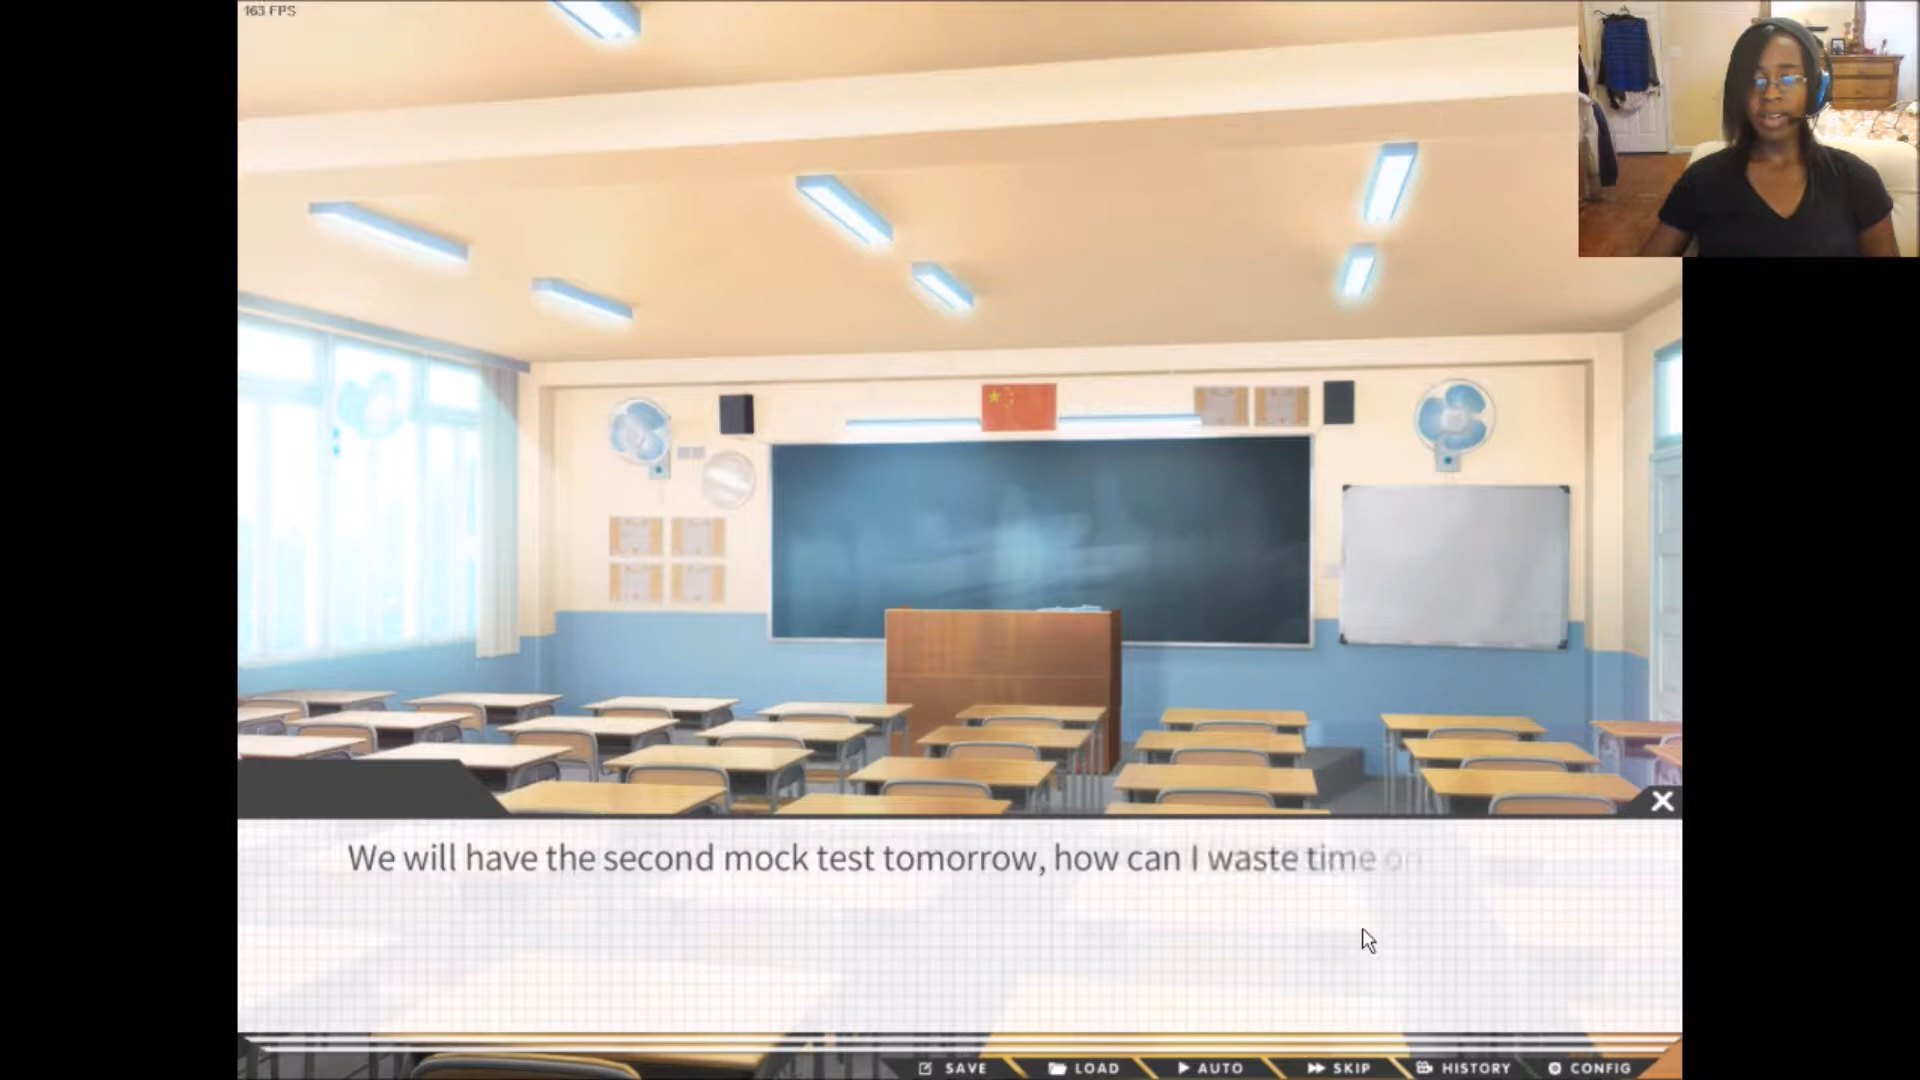 163 FPS
We will have the second mock test tomorrow, how can I waste time on
SAVE LOAD AUTO SKIP HISTORY CONFIG